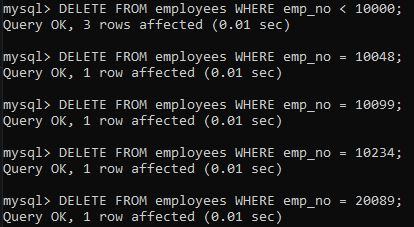 mysql> DELETE FROM employees WHERE emp_no < 10000;
Query OK, 3 rows affected (0.01 sec)
mysql> DELETE FROM employees WHERE emp_no = 10048;
Query OK, 1 row affected (0.01 sec)
mysql> DELETE FROM employees WHERE emp_no = 10099;
Query OK, 1 row affected (0.01 sec)
mysql> DELETE FROM employees WHERE emp_no = 10234;
Query OK, 1 row affected (0.01 sec)
mysql> DELETE FROM employees WHERE emp_no = 20089;
Query OK, 1 row affected (0.01 sec)